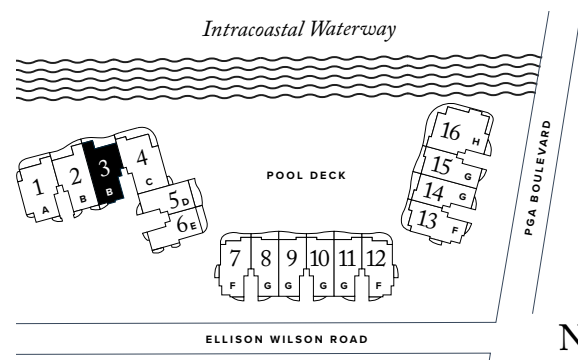 Intracoastal Waterway
PGA BOULEVARD
POOL DECK
1
A
2
B
3
B
4
C
5 D
6 E
16 H
15 G
14 G
13 F
7 8 9 10 11 12
F G G G G F
ELLISON WILSON ROAD
N